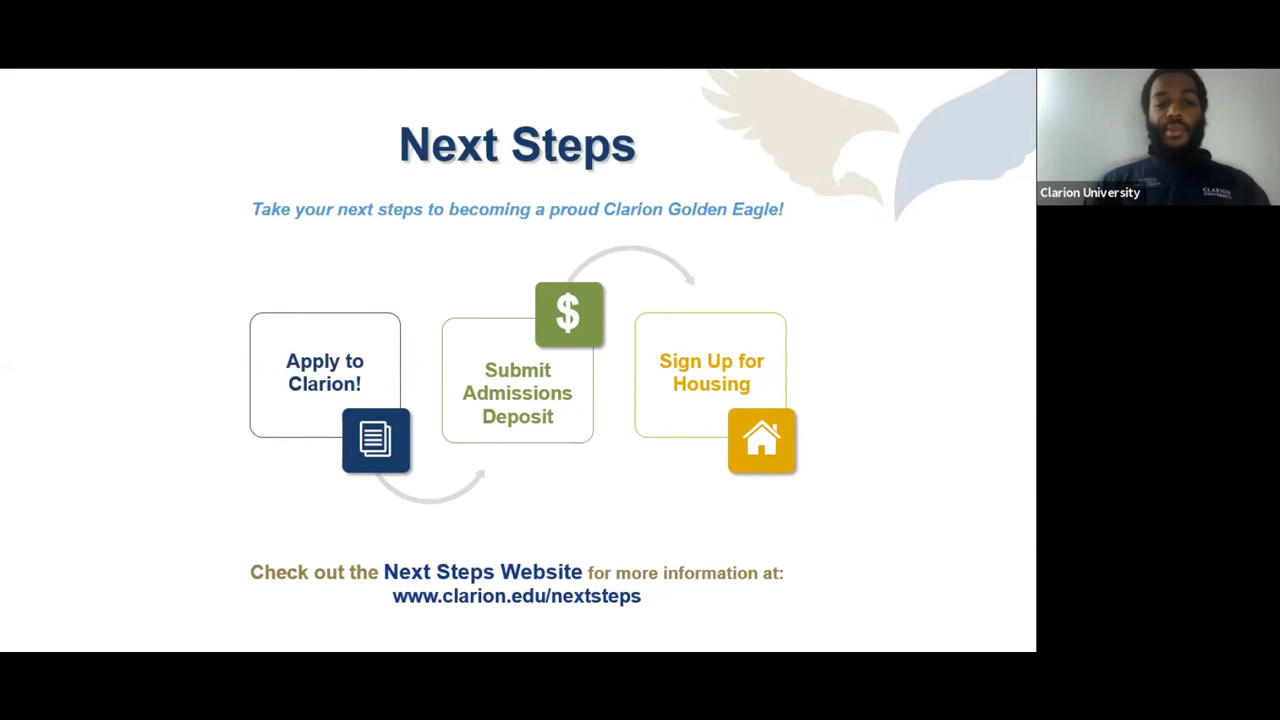 Next Steps
Take your next steps to becoming a proud Clarion Golden Eagle!
Apply to
Clarion!
$
Submit
Admissions
Deposit
Sign Up for
Housing
Check out the Next Steps Website for more information at:
www.clarion.edu/nextsteps
Clarion University
CLARION
UNIVERSITY